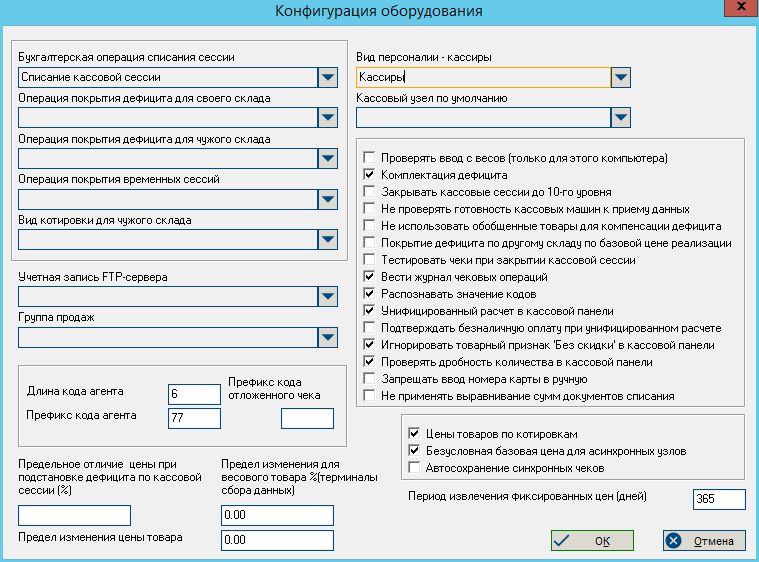 Конфигурация оборудования
x
Бухгалтерская операция списания сессии
Списание кассовой сессии
Операция покрытия дефицита для своего склада
Операция покрытия дефицита для чужого склада
Операция покрытия временных сессий
Вид котировки для чужого склада
Учетная запись FTP-сервера
Группа продаж
Длина кода агента
6
Префикс кода агента
77
Префикс кода
отложенного чека
Предельное отличие цены при
подстановке дефицита по кассовой
сессии (%)
Предел изменения цены товара
Предел изменения для
весового товара %(терминалы
сбора данных)
0.00
0.00
Вид персоналии - кассиры
Кассиры
Кассовый узел по умолчанию
Проверять ввод с весов (только для этого компьютера)
Комплектация дефицита
Закрывать кассовые сессии до 10-го уровня
Не проверять готовность кассовых машин к приему данных
Не использовать обобщенные товары для компенсации дефицита
Покрытие дефицита по другому складу по базовой цене реализации
Тестировать чеки при закрытии кассовой сессии
Вести журнал чековых операций
Распознавать значение кодов
Унифицированный расчет в кассовой панели
Подтверждать безналичную оплату при унифицированном расчете
Игнорировать товарный признак 'Без скидки' в кассовой панели
Проверять дробность количества в кассовой панели
Запрещать ввод номера карты в ручную
Не применять выравнивание сумм документов списания
Цены товаров по котировкам
Безусловная базовая цена для асинхронных узлов
Автосохранение синхронных чеков
Период извлечения фиксированных цен (дней)
365
ОК
Отмена